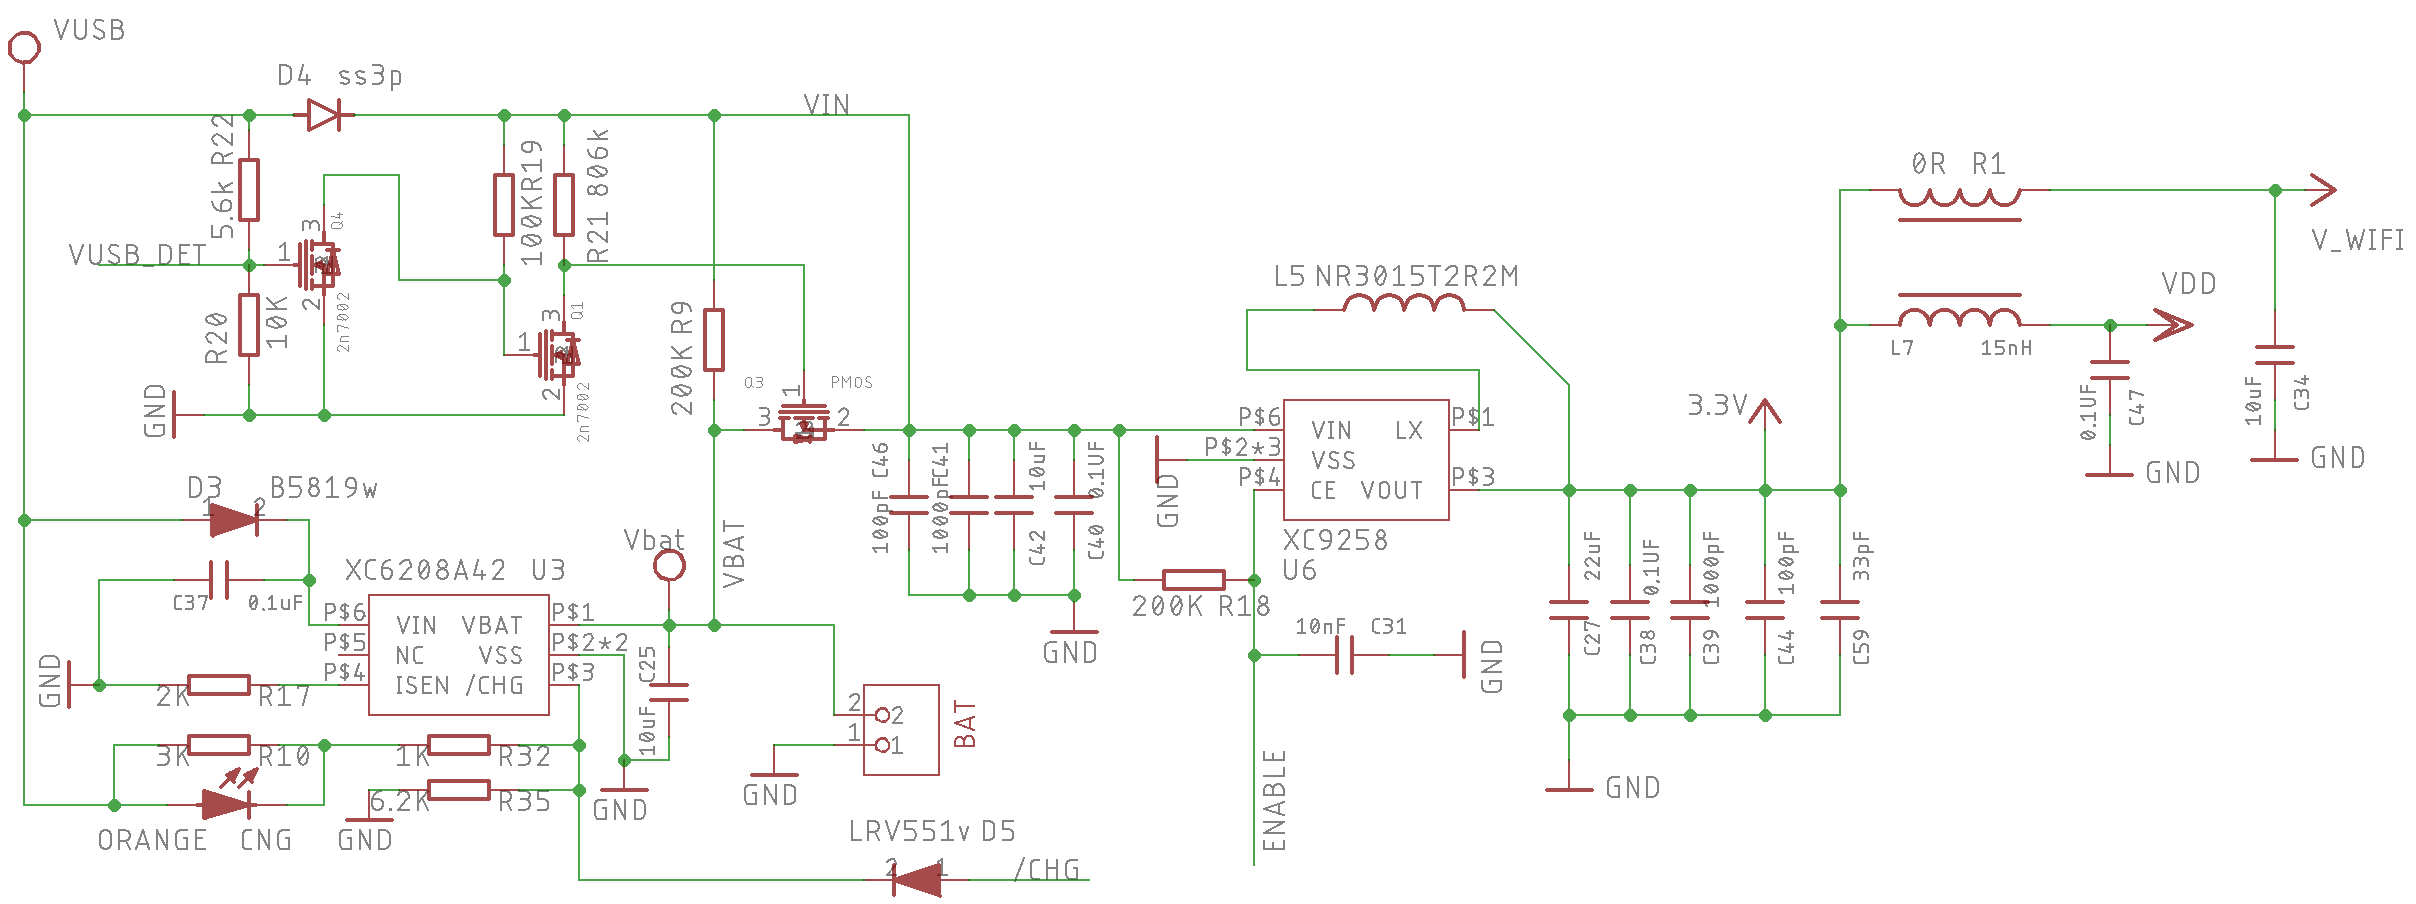 VUSB
D4 ss3p
VIN
5.6k R22
100K R19
R21 806k
VUSB_DET
1
3
2
Q4
2n7002
R20
10K
GND
1
3
2
Q1
2n7002
200K R9
Q3
PMOS
1
3
2
L5 NR3015T2R2M
P$6
P$2*3
P$4
VIN
VSS
CE
LX
VOUT
P$1
P$3
XC9258
U6
GND
100pF C46
1000pF C41
10uF
C42
0.1UF
C40
GND
200K R18
10nF C31
GND
ENABLE
3.3V
22uF
C27
0.1UF
C38
1000pF
C39
100pF
C44
33pF
C59
GND
0R R1
V_WIFI
VDD
L7
15nH
0.1UF
C47
GND
10uF
C34
GND
D3
B5819w
1
2
C37
0.1uF
XC6208A42 U3
P$6
P$5
P$4
VIN
NC
ISEN
VBAT
VSS
/CHG
P$1
P$2*2
P$3
Vbat
VBAT
GND
2K
R17
3K
R10
1K
R32
6.2K
R35
ORANGE
CNG
GND
C25
10uF
GND
2
1
2
1
BAT
GND
LRV551v D5
2
1
/CHG